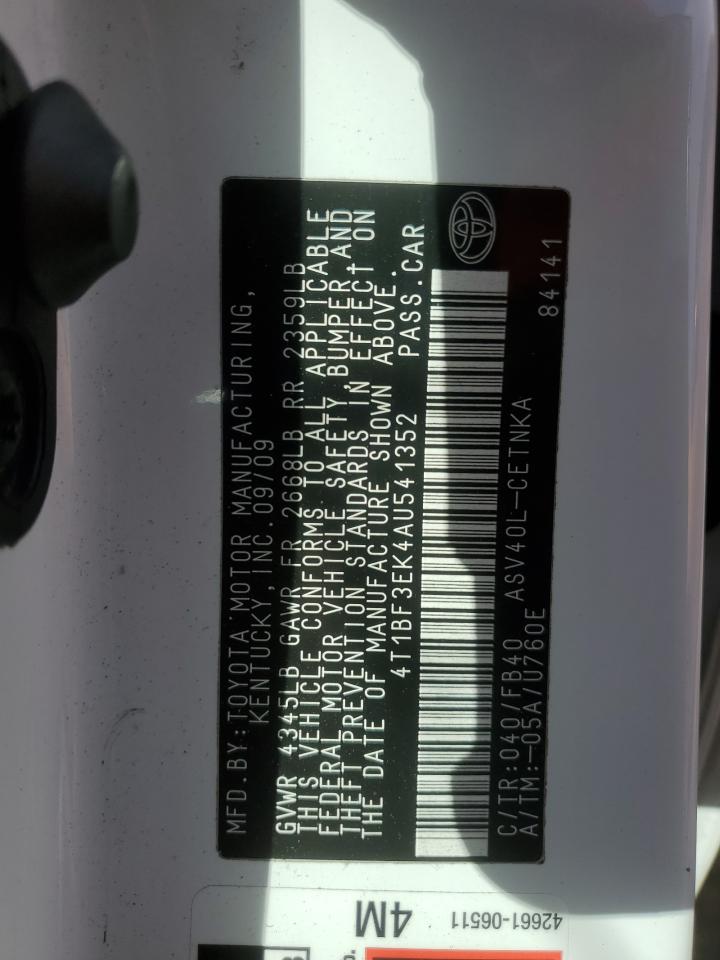 MFD.BY:TOYOTA MOTOR MANUFACTURING,
KENTUCKY,INC.09/09
GVWR 4345LB GAWR FR 2668LB RR 2359LB
THIS VEHICLE CONFORMS TO ALL APPLICABLE
FEDERAL MOTOR VEHICLE SAFETY,BUMPER,AND
THEFT PREVENTION STANDARDS IN EFFECT ON
THE DATE OF MANUFACTURE SHOWN ABOVE.
4T1BF3EK4AU541352 PASS.CAR
C/TR:040/FB40 ASV40L-CETNKA
A/TM:-05A/U760E 84141
4M
42661-06511